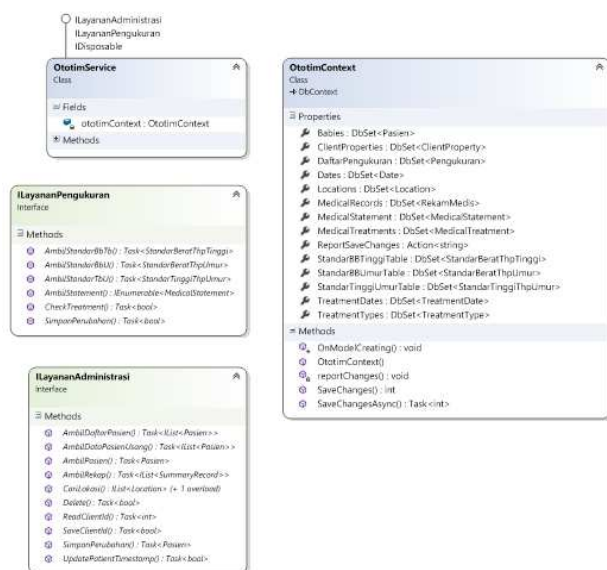 ILayananAdministrasi
ILayananPengukuran
IDisposable
OtotimService
Class
Fields
ototimContext : OtotimContext
Methods
ILayananPengukuran
Interface
Methods
AmbilStandarBbTb() : Task<StandarBeratThpTinggi>
AmbilStandarBbU() : Task<StandarBeratThpUmur>
AmbilStandarTbU() : Task<StandarTinggiThpUmur>
AmbilStatement() : IEnumerable<MedicalStatement>
CheckTreatment() : Task<bool>
SimpanPerubahan() : Task<bool>
ILayananAdministrasi
Interface
Methods
AmbilDaftarPasien() : Task<IList<Pasien>>
AmbilDataPasienUsang() : Task<IList<Pasien>>
AmbilPasien() : Task<Pasien>
AmbilRekap() : Task<IList<SummaryRecord>>
CariLokasi() : IList<Location> (+ 1 overload)
Delete() : Task<bool>
ReadClientId() : Task<int>
SaveClientId() : Task<bool>
SimpanPerubahan() : Task<Pasien>
UpdatePatientTimestamp() : Task<bool>
OtotimContext
Class
DbContext
Properties
Babies : DbSet<Pasien>
ClientProperties : DbSet<ClientProperty>
DaftarPengukuran : DbSet<Pengukuran>
Dates : DbSet<Date>
Locations : DbSet<Location>
MedicalRecords : DbSet<RekamMedis>
MedicalStatement : DbSet<MedicalStatement>
MedicalTreatments : DbSet<MedicalTreatment>
ReportSaveChanges : Action<string>
StandarBBTinggiTable : DbSet<StandarBeratThpTinggi>
StandarBBUmurTable : DbSet<StandarBeratThpUmur>
StandarTinggiUmurTable : DbSet<StandarTinggiThpUmur>
TreatmentDates : DbSet<TreatmentDate>
TreatmentTypes : DbSet<TreatmentType>
Methods
OnModelCreating() : void
OtotimContext()
reportChanges() : void
SaveChanges() : int
SaveChangesAsync() : Task<int>